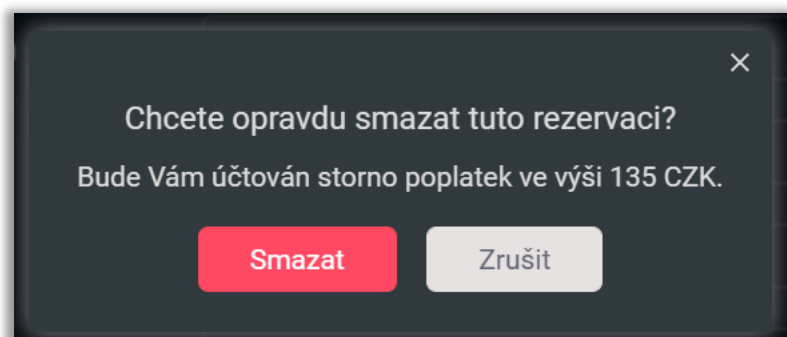 Chcete opravdu smazat tuto rezervaci?
Bude Vám účtován storno poplatek ve výši 135 CZK.
Smazat
Zrušit